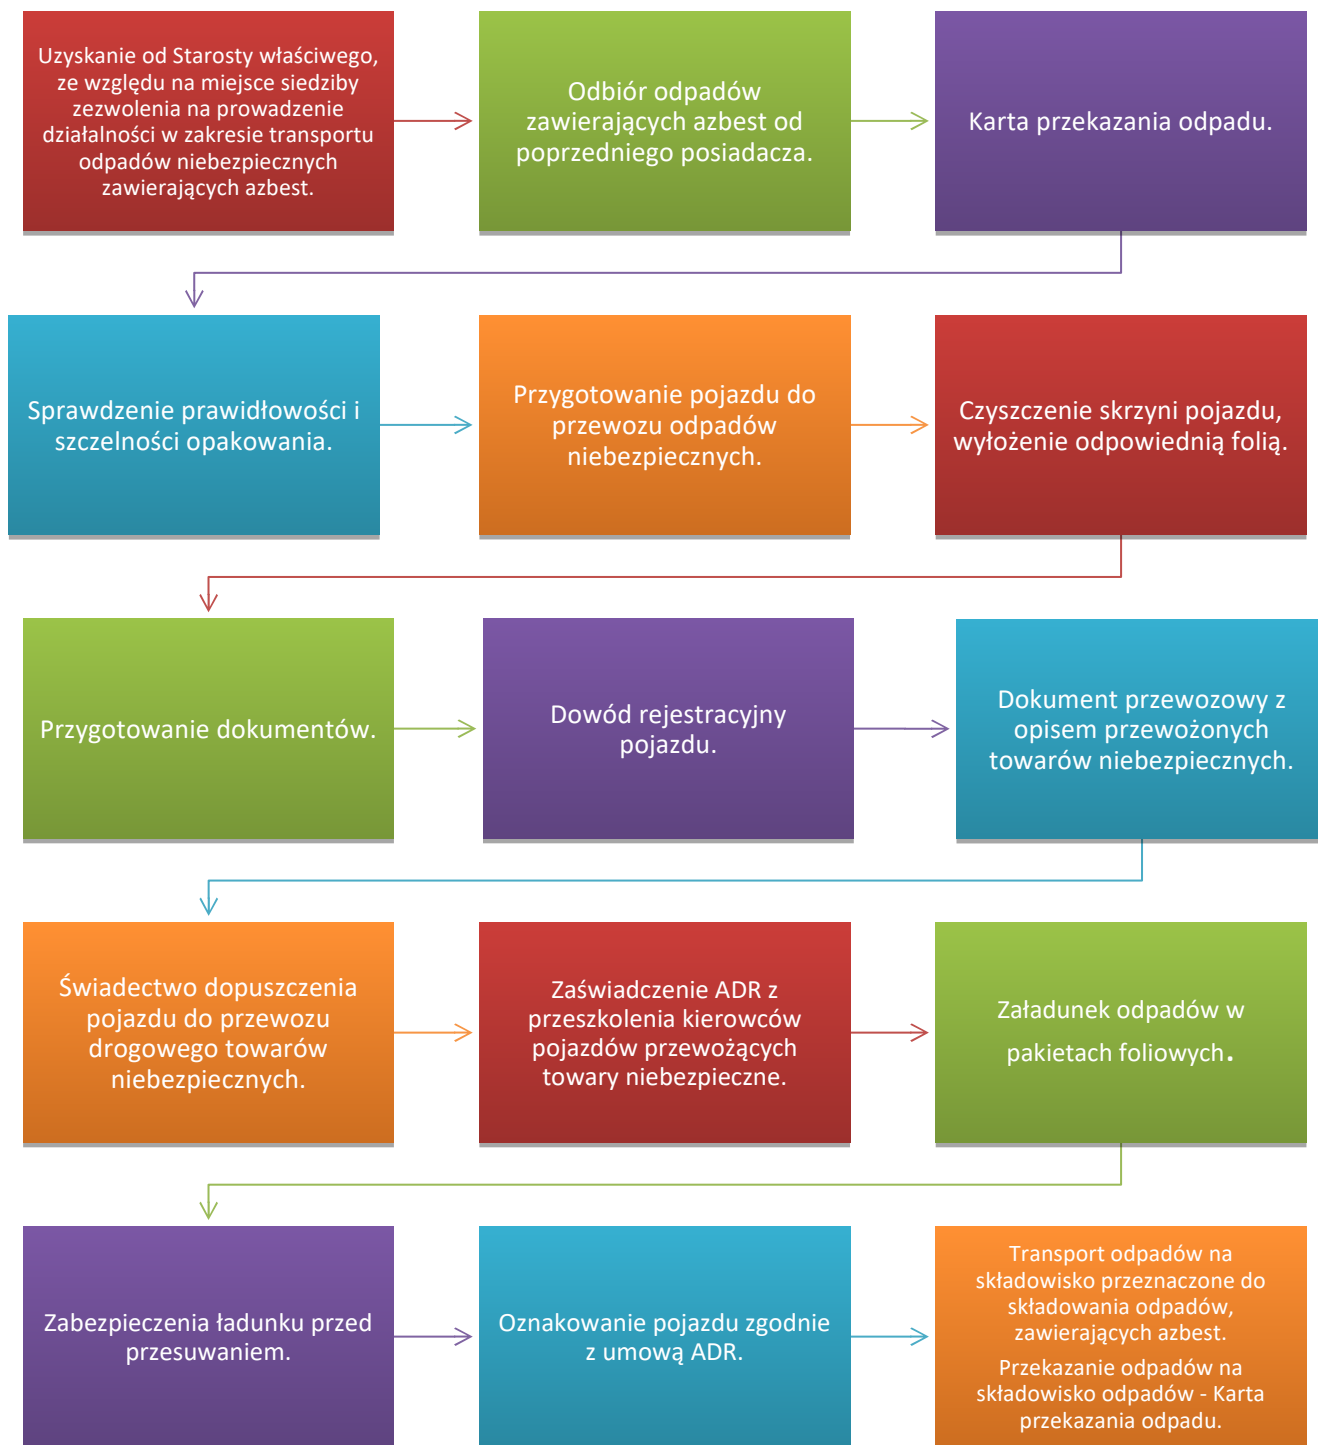 Uzyskanie od Starosty właściwego,
ze względu na miejsce siedziby
zezwolenia na prowadzenie
działalności w zakresie transportu
odpadów niebezpiecznych
zawierających azbest.
Odbiór odpadów
zawierających azbest od
poprzedniego posiadacza.
Karta przekazania odpadu.
Sprawdzenie prawidłowości i
szczelności opakowania.
Przygotowanie pojazdu do
przewozu odpadów
niebezpiecznych.
Czyszczenie skrzyni pojazdu,
wyłożenie odpowiednią folią.
Przygotowanie dokumentów.
Dowód rejestracyjny
pojazdu.
Dokument przewozowy z
opisem przewożonych
towarów niebezpiecznych.
Świadectwo dopuszczenia
pojazdu do przewozu
drogowego towarów
niebezpiecznych.
Zaświadczenie ADR z
przeszkolenia kierowców
pojazdów przewożących
towary niebezpieczne.
Załadunek odpadów w
pakietach foliowych.
Zabezpieczenia ładunku przed
przesuwaniem.
Oznakowanie pojazdu zgodnie
z umową ADR.
Transport odpadów na
składowisko przeznaczone do
składowania odpadów,
zawierających azbest.
Przekazanie odpadów na
składowisko odpadów - Karta
przekazania odpadu.